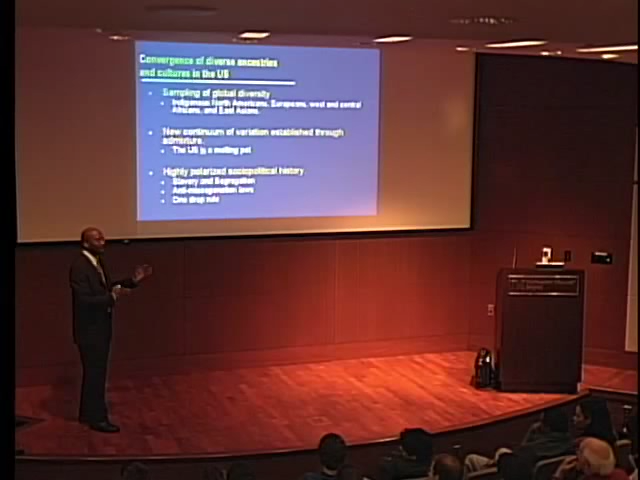 Convergence of diverse ancestries
and cultures in the US
Sampling of global diversity
Indigenous North Americans, Europeans, west and central
Africans, and East Asians.
New continuum of variation established through
admixture.
The US is a melting pot
Highly polarized sociopolitical history
Slavery and Segregation
Anti-miscegenation laws
One drop rule